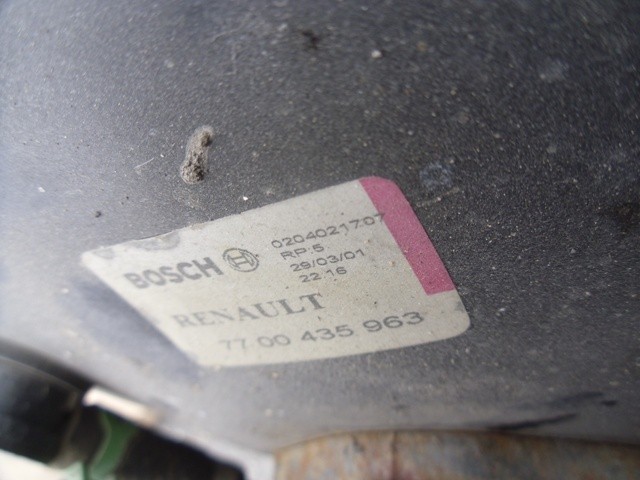 BOSCH
0204021707
RP:5
29/03/01
22:16
RENAULT
77 00 435 963